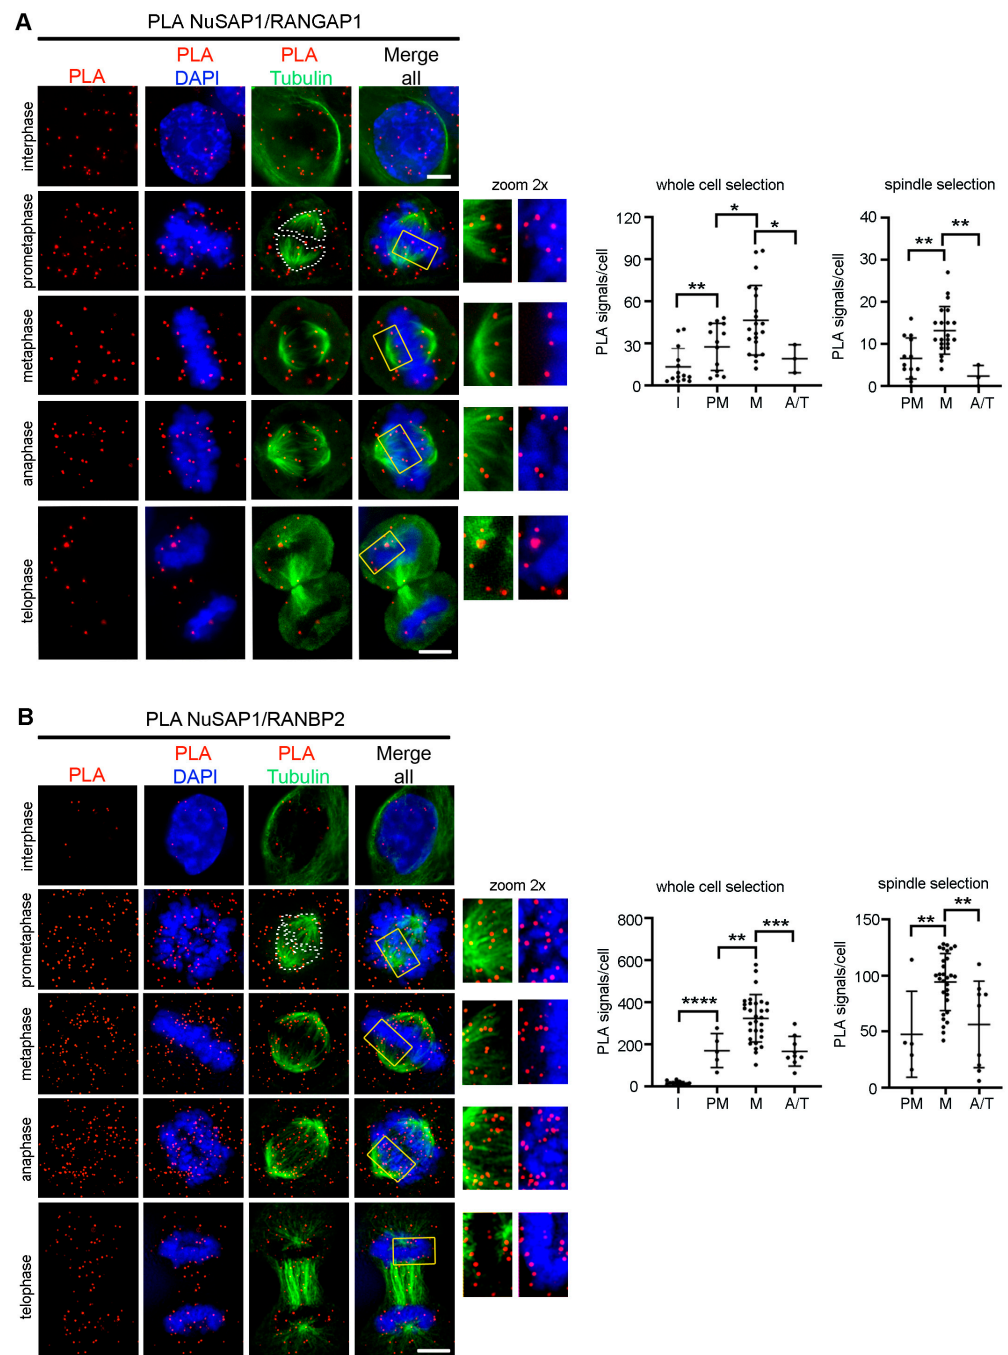 A
PLA NuSAP1/RANGAP1
PLA
PLA
DAPI
PLA
Tubulin
Merge
all
interphase
prometaphase
metaphase
anaphase
telophase
zoom 2x
whole cell selection
PLA signals/cell
120
90
60
30
0
**
*
*
I PM M A/T
spindle selection
PLA signals/cell
40
30
20
10
0
**
**
PM M A/T
B
PLA NuSAP1/RANBP2
PLA
PLA
DAPI
PLA
Tubulin
Merge
all
interphase
prometaphase
metaphase
anaphase
telophase
zoom 2x
whole cell selection
PLA signals/cell
800
600
400
200
0
****
**
***
I PM M A/T
spindle selection
PLA signals/cell
150
100
50
0
**
**
PM M A/T